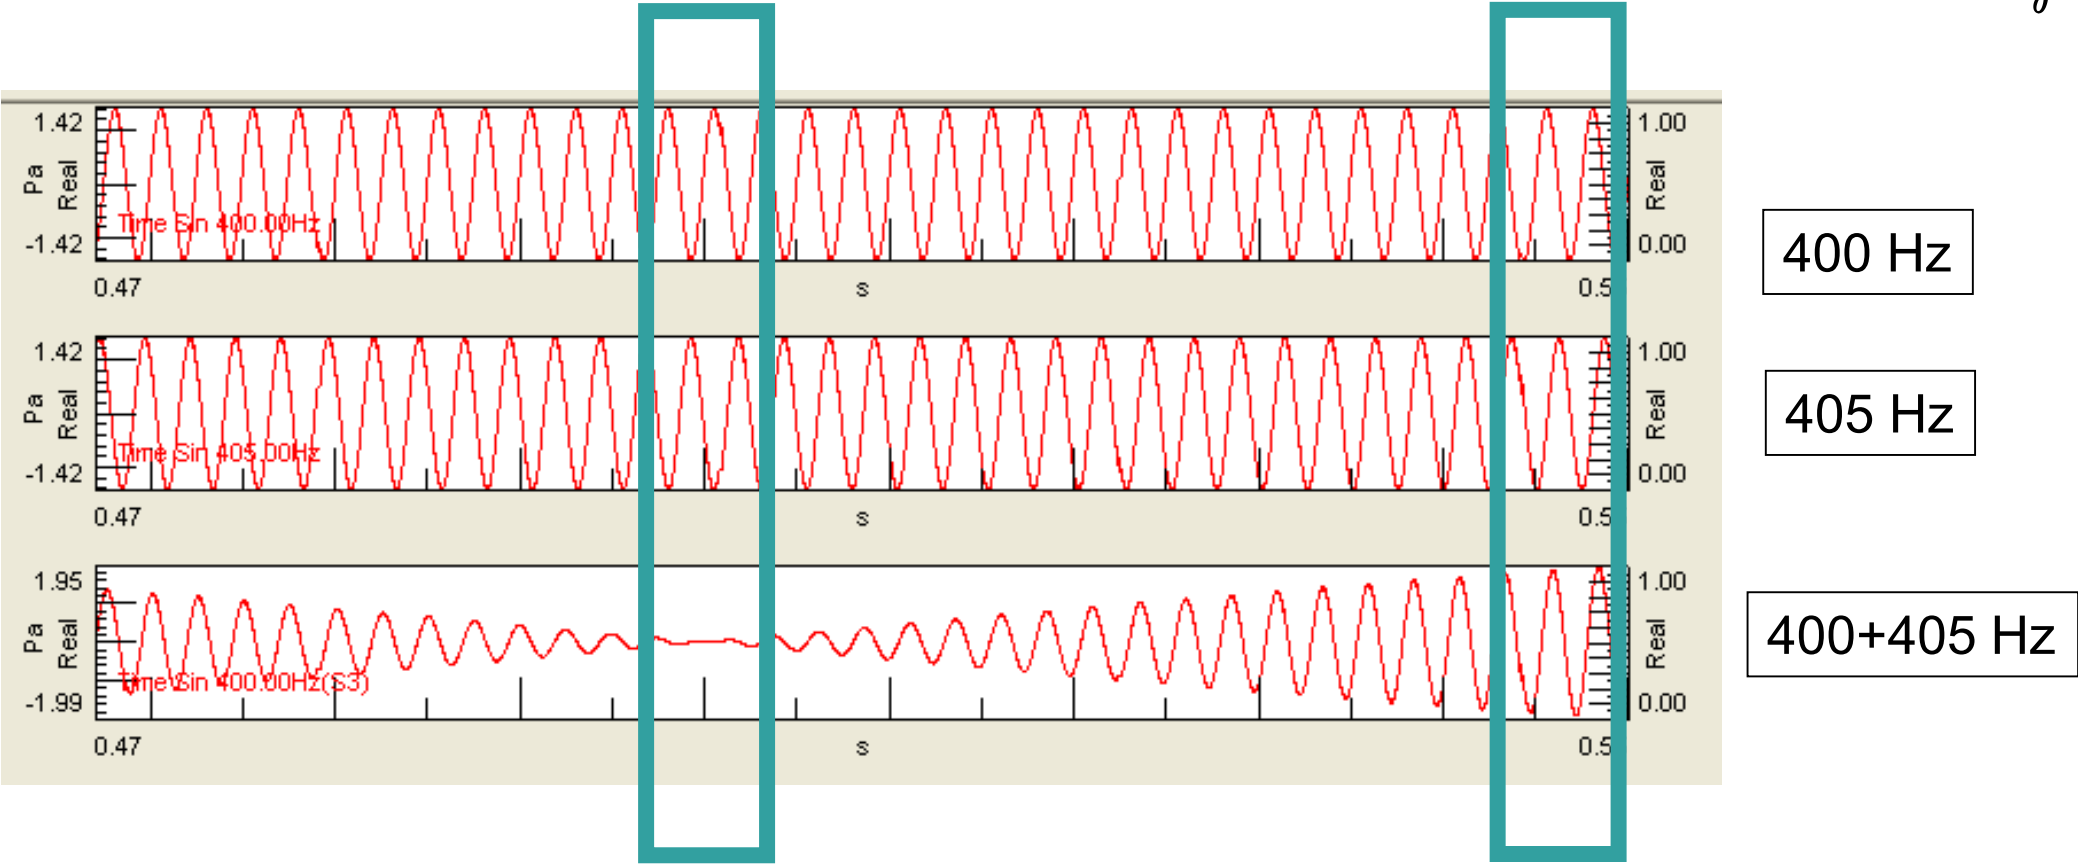 1.42
Pa
Real
-1.42
Time Sin 400.00Hz
0.47
s
0.5
1.00
Real
0.00
400 Hz
1.42
Pa
Real
-1.42
Time Sin 405.00Hz
0.47
s
0.5
1.00
Real
0.00
405 Hz
1.95
Pa
Real
-1.99
Time Sin 400.00Hz(S3)
0.47
s
0.5
1.00
Real
0.00
400+405 Hz